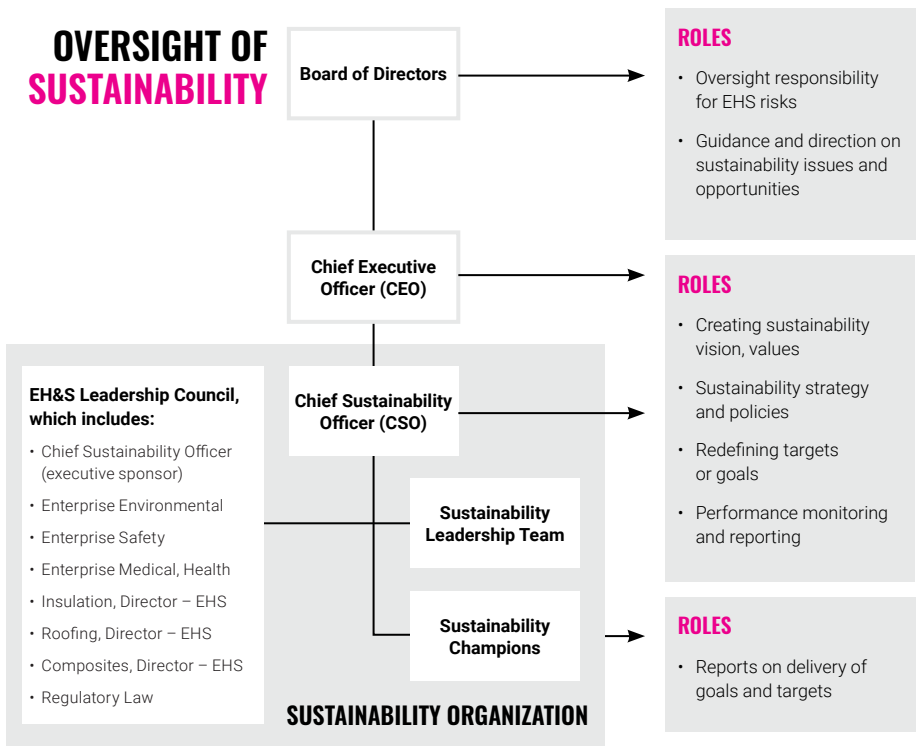 OVERSIGHT OF
SUSTAINABILITY
Board of Directors
ROLES
• Oversight responsibility
for EHS risks
• Guidance and direction on
sustainability issues and
opportunities
Chief Executive
Officer (CEO)
ROLES
• Creating sustainability
vision, values
• Sustainability strategy
and policies
• Redefining targets
or goals
• Performance monitoring
and reporting
EH&S Leadership Council,
which includes:
• Chief Sustainability Officer
(executive sponsor)
• Enterprise Environmental
• Enterprise Safety
• Enterprise Medical, Health
• Insulation, Director – EHS
• Roofing, Director – EHS
• Composites, Director – EHS
• Regulatory Law
Chief Sustainability
Officer (CSO)
Sustainability
Leadership Team
Sustainability
Champions
ROLES
• Reports on delivery of
goals and targets
SUSTAINABILITY ORGANIZATION